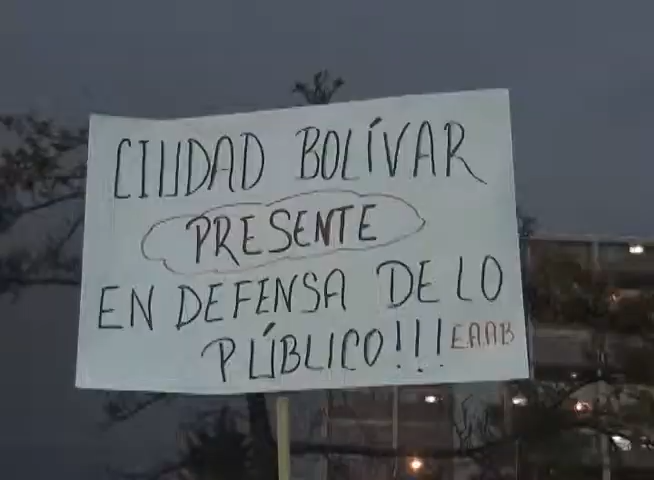 CIUDAD BOLÍVAR
PRESENTE
EN DEFENSA DE LO
PÚBLICO!!! EAAB